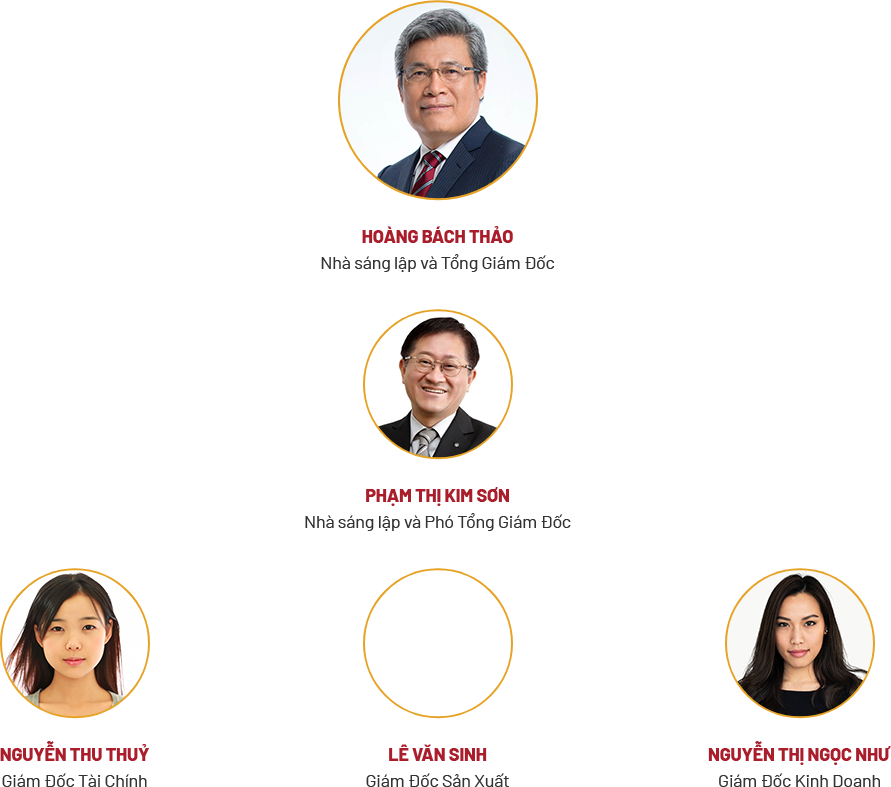 HOÀNG BÁCH THẢO
Nhà sáng lập và Tổng Giám Đốc
PHẠM THỊ KIM SƠN
Nhà sáng lập và Phó Tổng Giám Đốc
NGUYỄN THU THUỶ
Giám Đốc Tài Chính
LÊ VĂN SINH
Giám Đốc Sản Xuất
NGUYỄN THỊ NGỌC NHƯ
Giám Đốc Kinh Doanh